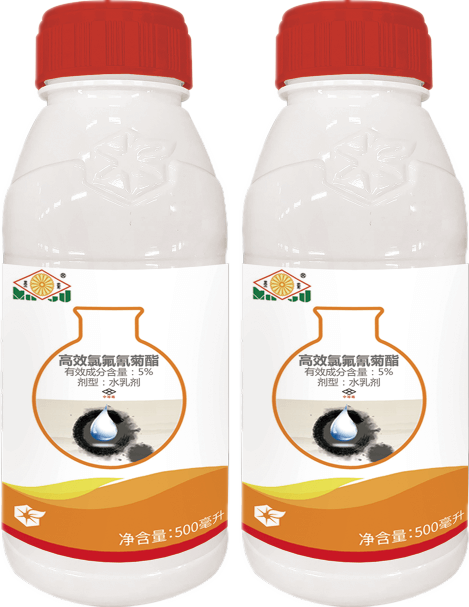 ®
高效氯氟氰菊酯
有效成分含量：5%
剂型：水乳剂
净含量：500毫升
®
高效氯氟氰菊酯
有效成分含量：5%
剂型：水乳剂
净含量：500毫升